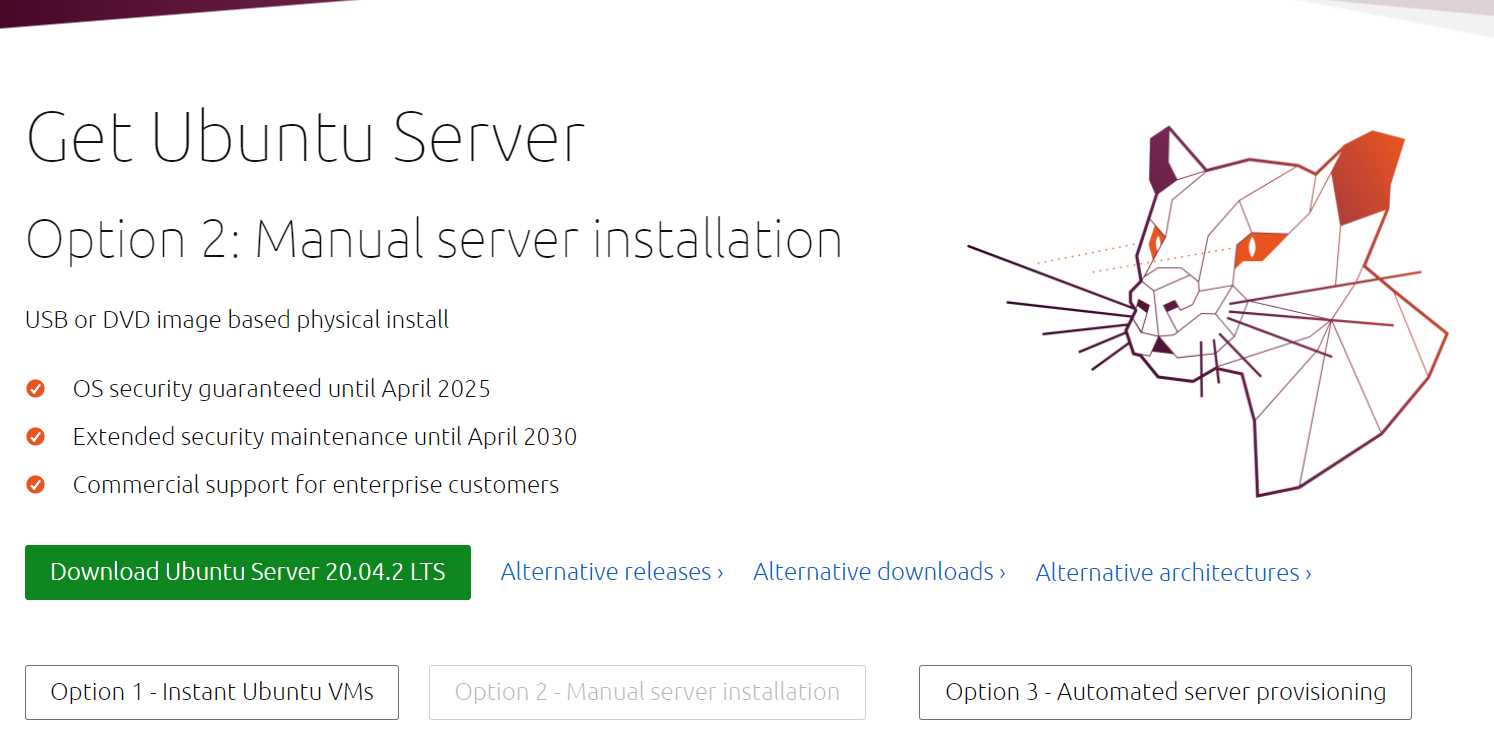 Get Ubuntu Server
Option 2: Manual server installation
USB or DVD image based physical install
OS security guaranteed until April 2025
Extended security maintenance until April 2030
Commercial support for enterprise customers
Download Ubuntu Server 20.04.2 LTS
Alternative releases ›
Alternative downloads ›
Alternative architectures ›
Option 1 - Instant Ubuntu VMs
Option 2 - Manual server installation
Option 3 - Automated server provisioning